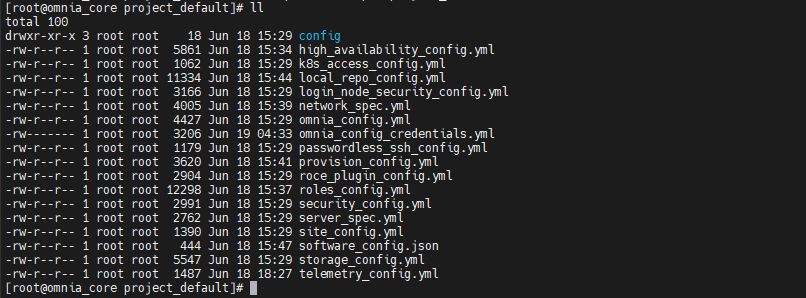 [root@omnia_core project_default]# ll
total 100
drwxr-xr-x 3 root root    18 Jun 18 15:29 config
-rw-r--r-- 1 root root  5861 Jun 18 15:34 high_availability_config.yml
-rw-r--r-- 1 root root  1062 Jun 18 15:29 k8s_access_config.yml
-rw-r--r-- 1 root root 11334 Jun 18 15:44 local_repo_config.yml
-rw-r--r-- 1 root root  3166 Jun 18 15:29 login_node_security_config.yml
-rw-r--r-- 1 root root  4005 Jun 18 15:39 network_spec.yml
-rw-r--r-- 1 root root  4427 Jun 18 15:29 omnia_config.yml
-rw------- 1 root root  3206 Jun 19 04:33 omnia_config_credentials.yml
-rw-r--r-- 1 root root  1179 Jun 18 15:29 passwordless_ssh_config.yml
-rw-r--r-- 1 root root  3620 Jun 18 15:41 provision_config.yml
-rw-r--r-- 1 root root  2904 Jun 18 15:29 roce_plugin_config.yml
-rw-r--r-- 1 root root 12298 Jun 18 15:37 roles_config.yml
-rw-r--r-- 1 root root  2991 Jun 18 15:29 security_config.yml
-rw-r--r-- 1 root root  2762 Jun 18 15:29 server_spec.yml
-rw-r--r-- 1 root root  1390 Jun 18 15:29 site_config.yml
-rw-r--r-- 1 root root   444 Jun 18 15:47 software_config.json
-rw-r--r-- 1 root root  5547 Jun 18 15:29 storage_config.yml
-rw-r--r-- 1 root root  1487 Jun 18 18:27 telemetry_config.yml
[root@omnia_core project_default]#